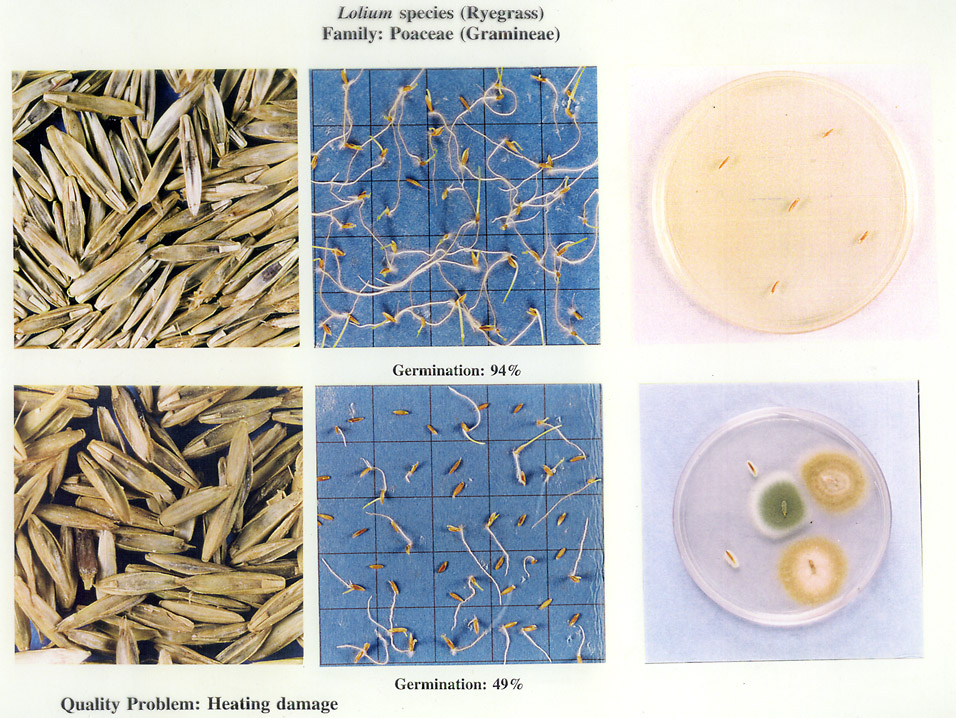 Lolium species (Ryegrass)
Family: Poaceae (Gramineae)
Germination: 94%
Germination: 49%
Quality Problem: Heating damage